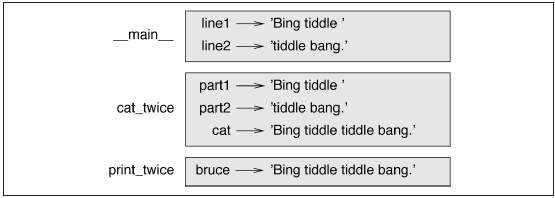 __main__
line1 → 'Bing tiddle '
line2 → 'tiddle bang.'
cat_twice
part1 → 'Bing tiddle '
part2 → 'tiddle bang.'
cat → 'Bing tiddle tiddle bang.'
print_twice
bruce → 'Bing tiddle tiddle bang.'